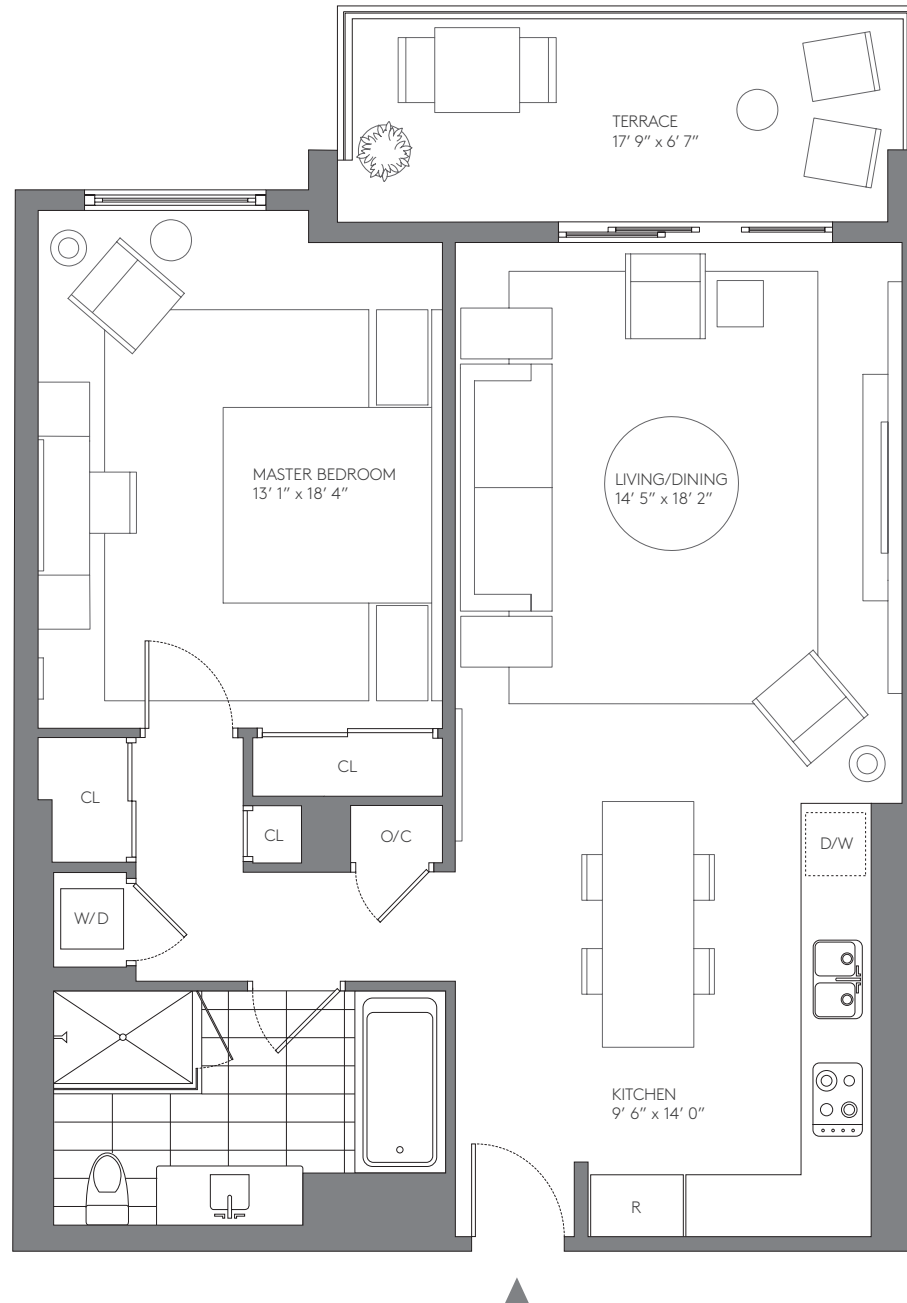 TERRACE
17’ 9” x 6’ 7”
MASTER BEDROOM
13’ 1” x 18’ 4”
LIVING/DINING
14’ 5” x 18’ 2”
CL
CL
CL
O/C
D/W
W/D
KITCHEN
9’ 6” x 14’ 0”
R